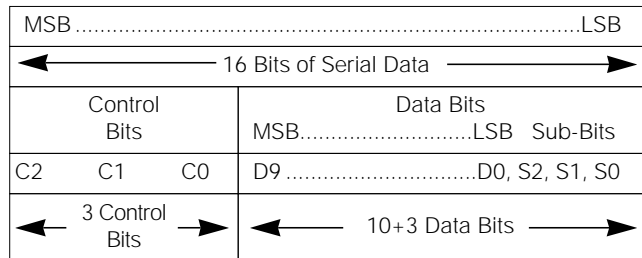 MSB.......................................................................LSB
16 Bits of Serial Data
Control
Bits
Data Bits
MSB............................LSB Sub-Bits
C2 C1 C0
D9................................D0, S2, S1, S0
3 Control
Bits
10+3 Data Bits